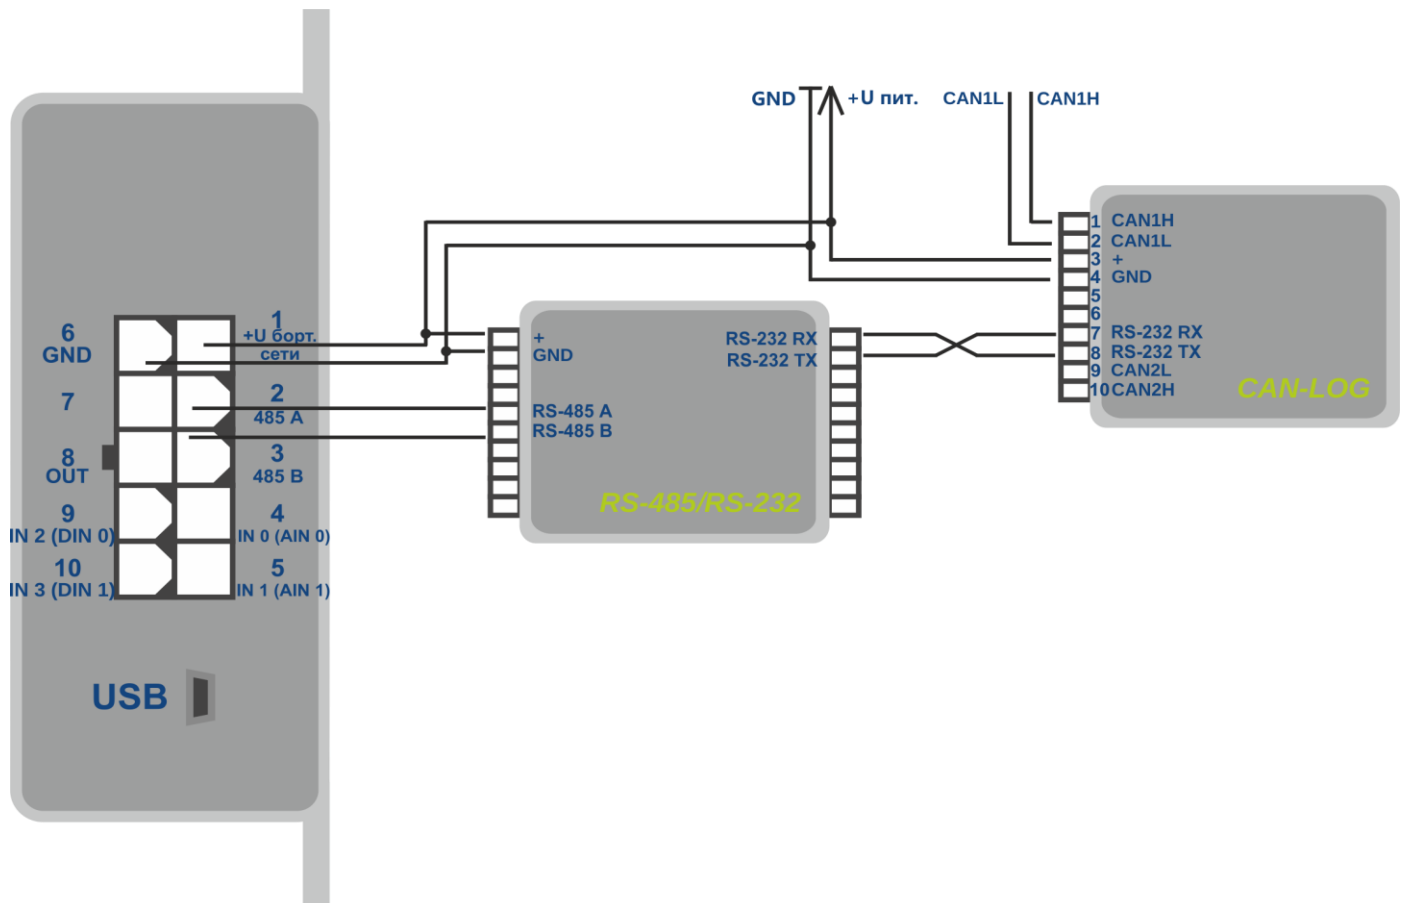 GND
+U пит.
CAN1L
CAN1H
6
GND
1
+U борт.
сети
7
2
485 A
8
OUT
3
485 B
9
IN 2 (DIN 0)
4
IN 0 (AIN 0)
10
IN 3 (DIN 1)
5
IN 1 (AIN 1)
USB
+
GND
RS-485 A
RS-485 B
RS-232 RX
RS-232 TX
RS-485/RS-232
1 CAN1H
2 CAN1L
3 +
4 GND
5
6
7 RS-232 RX
8 RS-232 TX
9 CAN2L
10 CAN2H
CAN-LOG